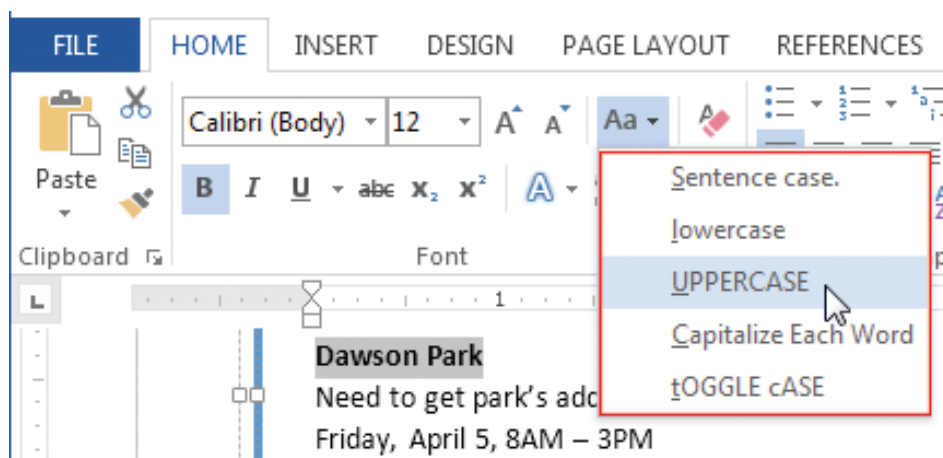 FILE HOME INSERT DESIGN PAGE LAYOUT REFERENCES
Calibri (Body) 12 A A Aa
Paste
B I U abc X₂ X² A
Clipboard Font
Sentence case.
lowercase
UPPERCASE
Capitalize Each Word
tOGGLE cASE
L 1
Dawson Park
Need to get park's add
Friday, April 5, 8AM – 3PM